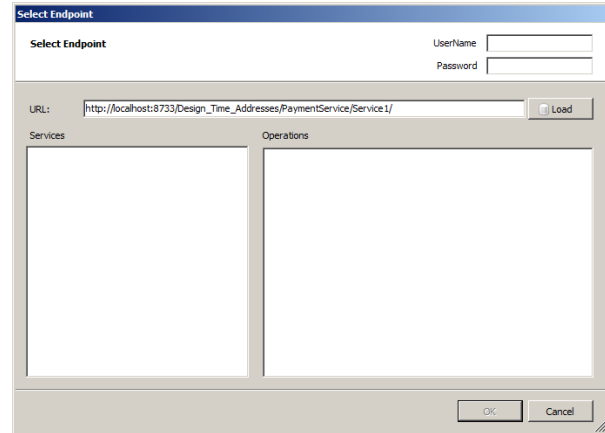 Select Endpoint
Select Endpoint
UserName
Password
URL: http://localhost:8733/Design_Time_Addresses/PaymentService/Service1/ Load
Services Operations
OK Cancel